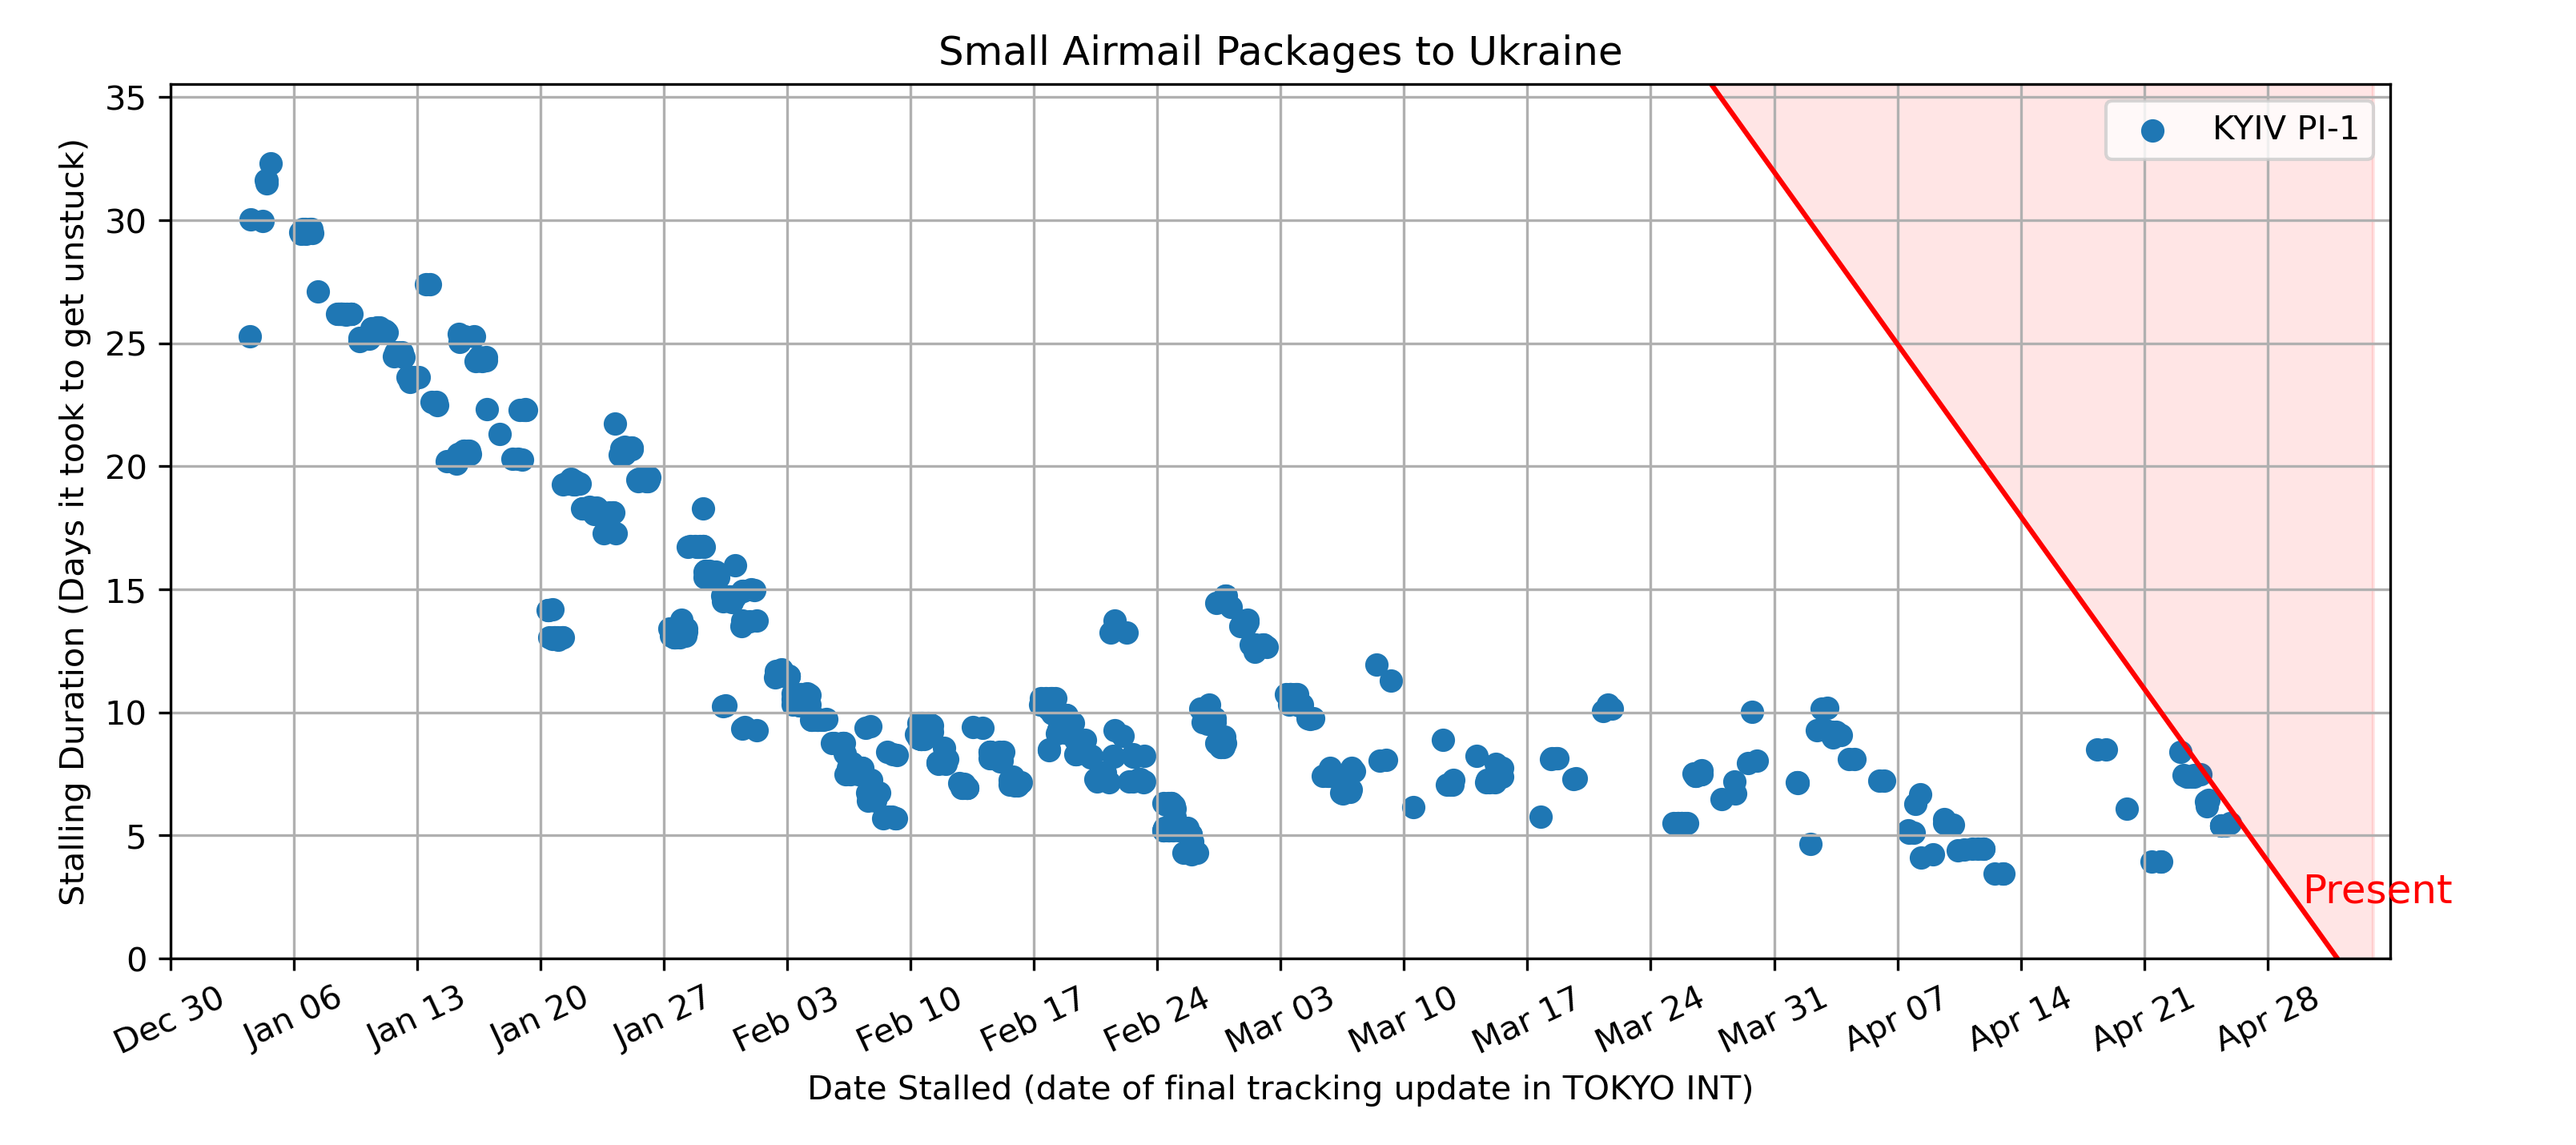 Small Airmail Packages to Ukraine
Stalling Duration (Days it took to get unstuck)
35
30
25
20
15
10
5
0
KYIV PI-1
Present
Dec 30
Jan 06
Jan 13
Jan 20
Jan 27
Feb 03
Feb 10
Feb 17
Feb 24
Mar 03
Mar 10
Mar 17
Mar 24
Mar 31
Apr 07
Apr 14
Apr 21
Apr 28
Date Stalled (date of final tracking update in TOKYO INT)